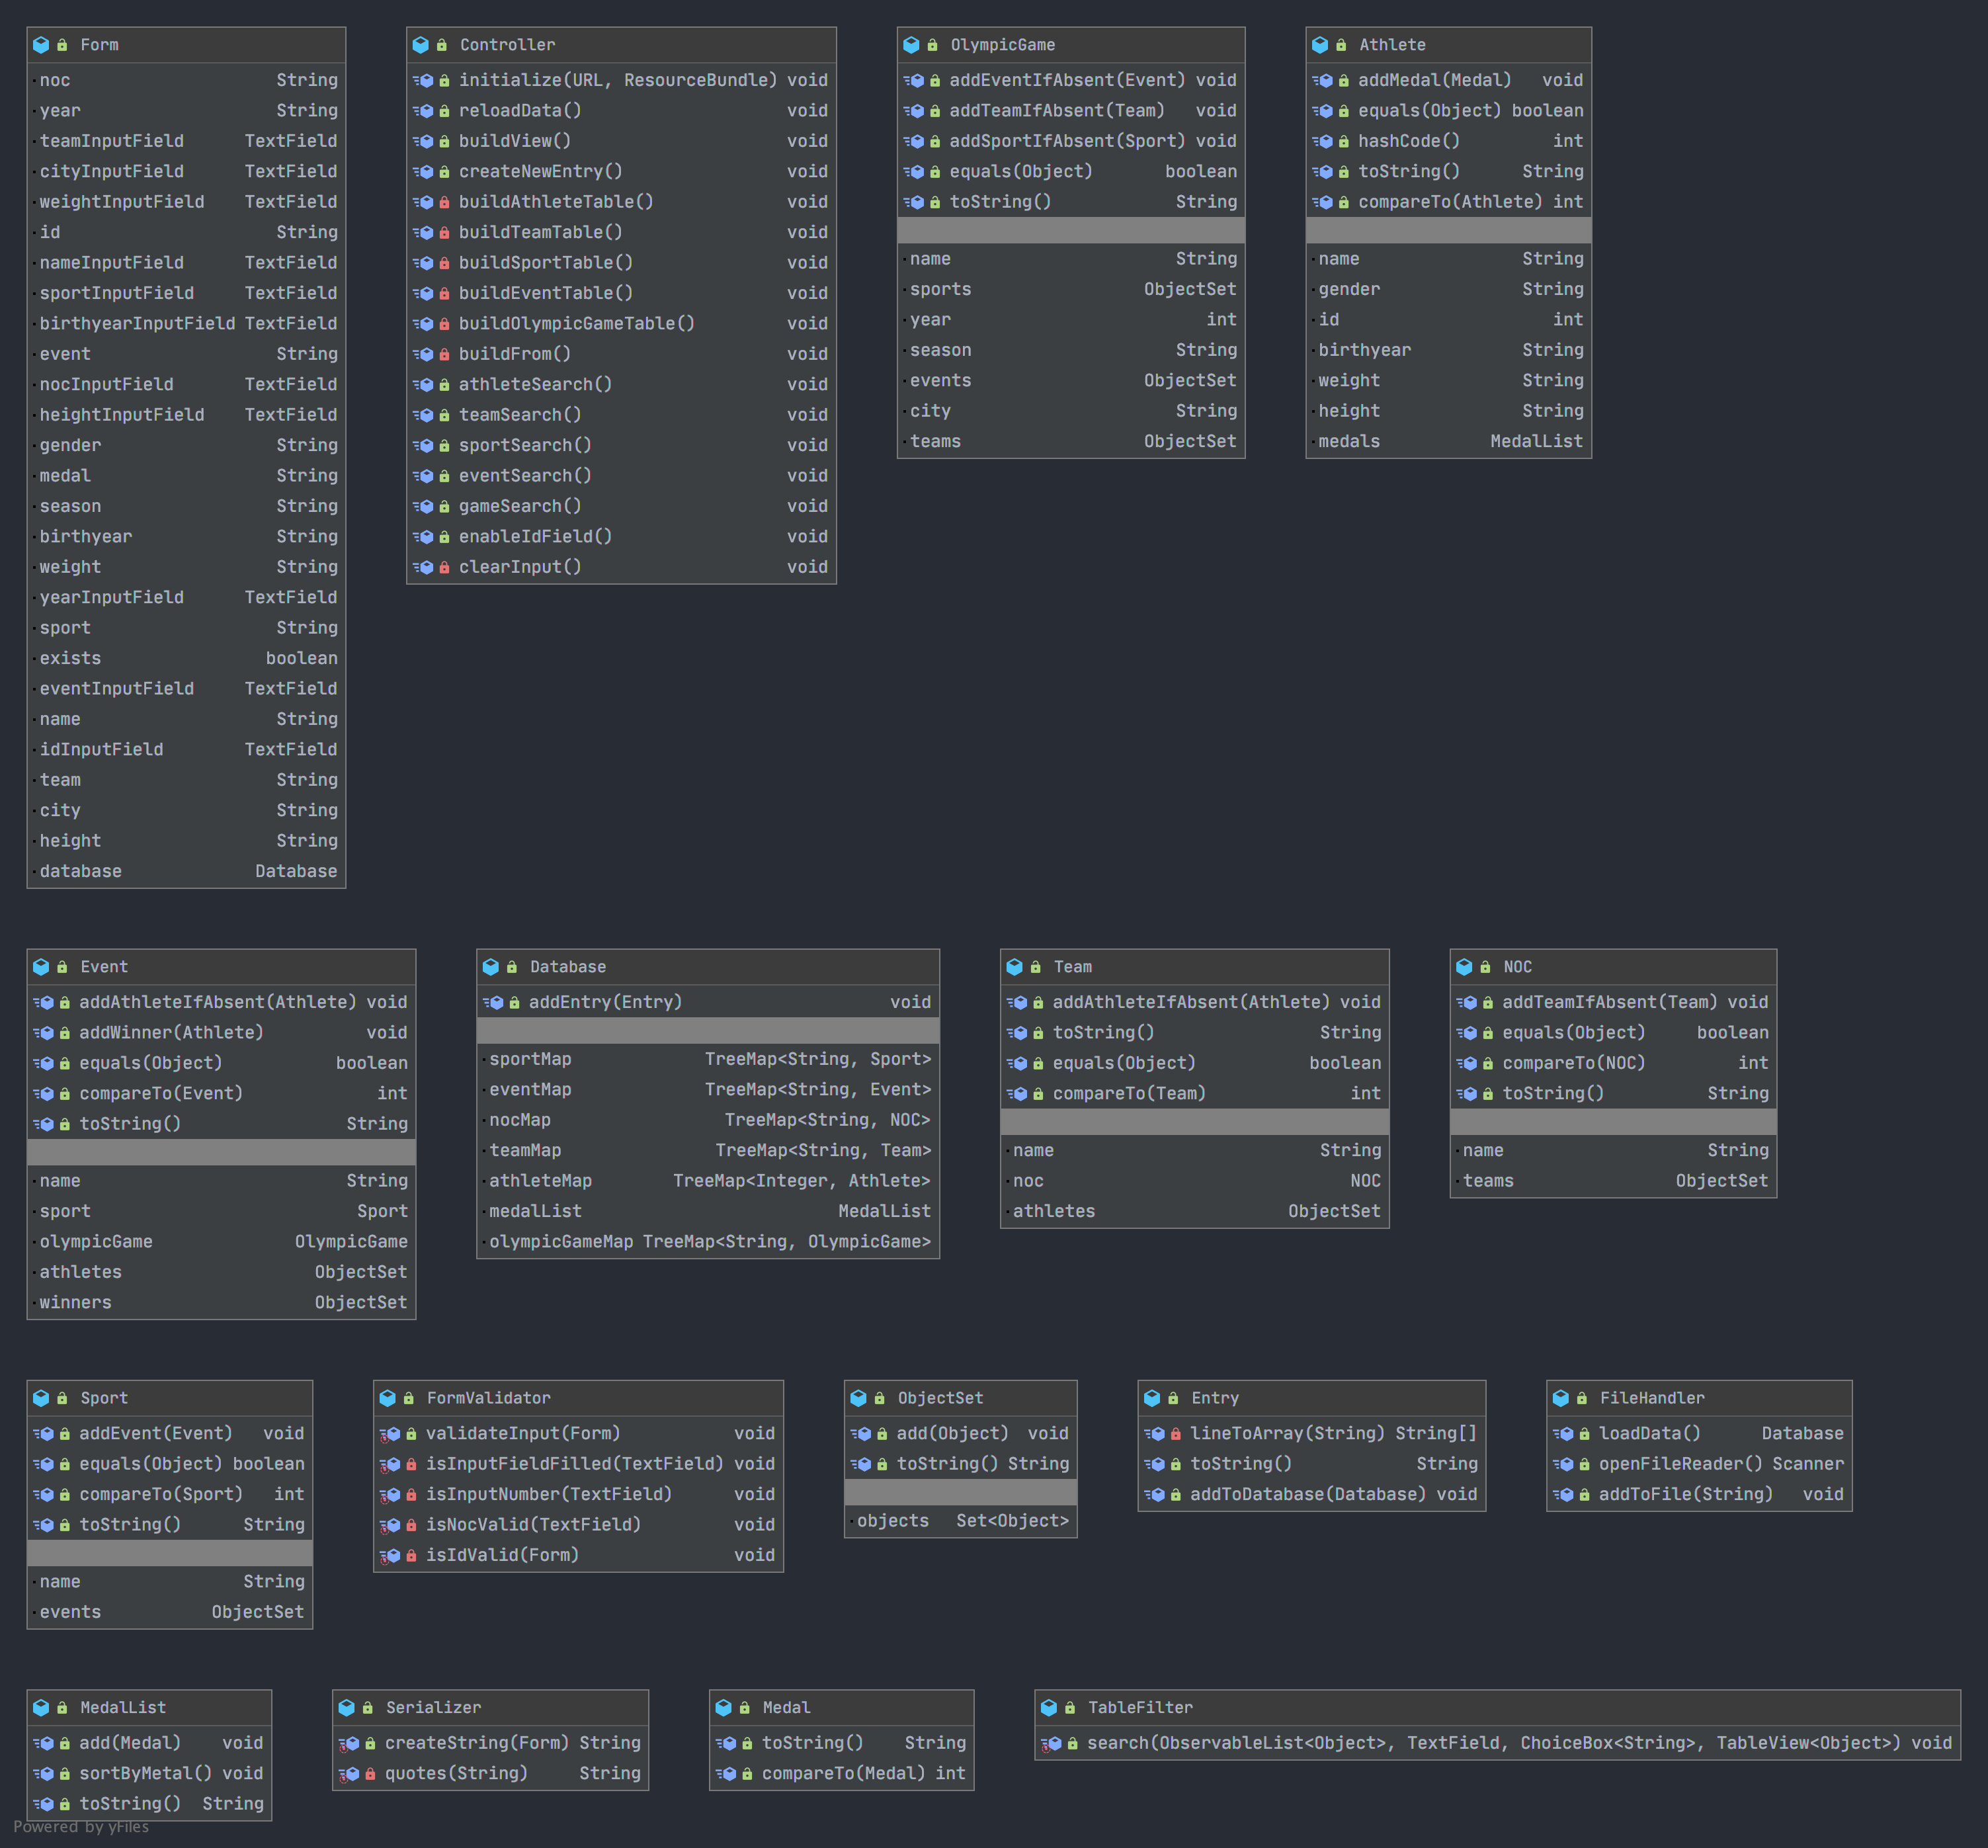 Form
noc String
year String
teamInputField TextField
cityInputField TextField
weightInputField TextField
id String
nameInputField TextField
sportInputField TextField
birthyearInputField TextField
event String
nocInputField TextField
heightInputField TextField
gender String
medal String
season String
birthyear String
weight String
yearInputField TextField
sport String
exists boolean
eventInputField TextField
name String
idInputField TextField
team String
city String
height String
database Database
Controller
initialize(URL, ResourceBundle) void
reloadData() void
buildView() void
createNewEntry() void
buildAthleteTable() void
buildTeamTable() void
buildSportTable() void
buildEventTable() void
buildOlympicGameTable() void
buildFrom() void
athleteSearch() void
teamSearch() void
sportSearch() void
eventSearch() void
gameSearch() void
enableIdField() void
clearInput() void
OlympicGame
addEventIfAbsent(Event) void
addTeamIfAbsent(Team) void
addSportIfAbsent(Sport) void
equals(Object) boolean
toString() String
name String
sports ObjectSet
year int
season String
events ObjectSet
city String
teams ObjectSet
Athlete
addMedal(Medal) void
equals(Object) boolean
hashCode() int
toString() String
compareTo(Athlete) int
name String
gender String
id int
birthyear String
weight String
height String
medals MedalList
Event
addAthleteIfAbsent(Athlete) void
addWinner(Athlete) void
equals(Object) boolean
compareTo(Event) int
toString() String
name String
sport Sport
olympicGame OlympicGame
athletes ObjectSet
winners ObjectSet
Database
addEntry(Entry) void
sportMap TreeMap<String, Sport>
eventMap TreeMap<String, Event>
nocMap TreeMap<String, NOC>
teamMap TreeMap<String, Team>
athleteMap TreeMap<Integer, Athlete>
medalList MedalList
olympicGameMap TreeMap<String, OlympicGame>
Team
addAthleteIfAbsent(Athlete) void
toString() String
equals(Object) boolean
compareTo(Team) int
name String
noc NOC
athletes ObjectSet
NOC
addTeamIfAbsent(Team) void
equals(Object) boolean
compareTo(NOC) int
toString() String
name String
teams ObjectSet
Sport
addEvent(Event) void
equals(Object) boolean
compareTo(Sport) int
toString() String
name String
events ObjectSet
FormValidator
validateInput(Form) void
isInputFieldFilled(TextField) void
isInputNumber(TextField) void
isNocValid(TextField) void
isIdValid(Form) void
ObjectSet
add(Object) void
toString() String
objects Set<Object>
Entry
lineToArray(String) String[]
toString() String
addToDatabase(Database) void
FileHandler
loadData() Database
openFileReader() Scanner
addToFile(String) void
MedalList
add(Medal) void
sortByMetal() void
toString() String
Serializer
createString(Form) String
quotes(String) String
Medal
toString() String
compareTo(Medal) int
TableFilter
search(ObservableList<Object>, TextField, ChoiceBox<String>, TableView<Object>) void
Powered by yFiles